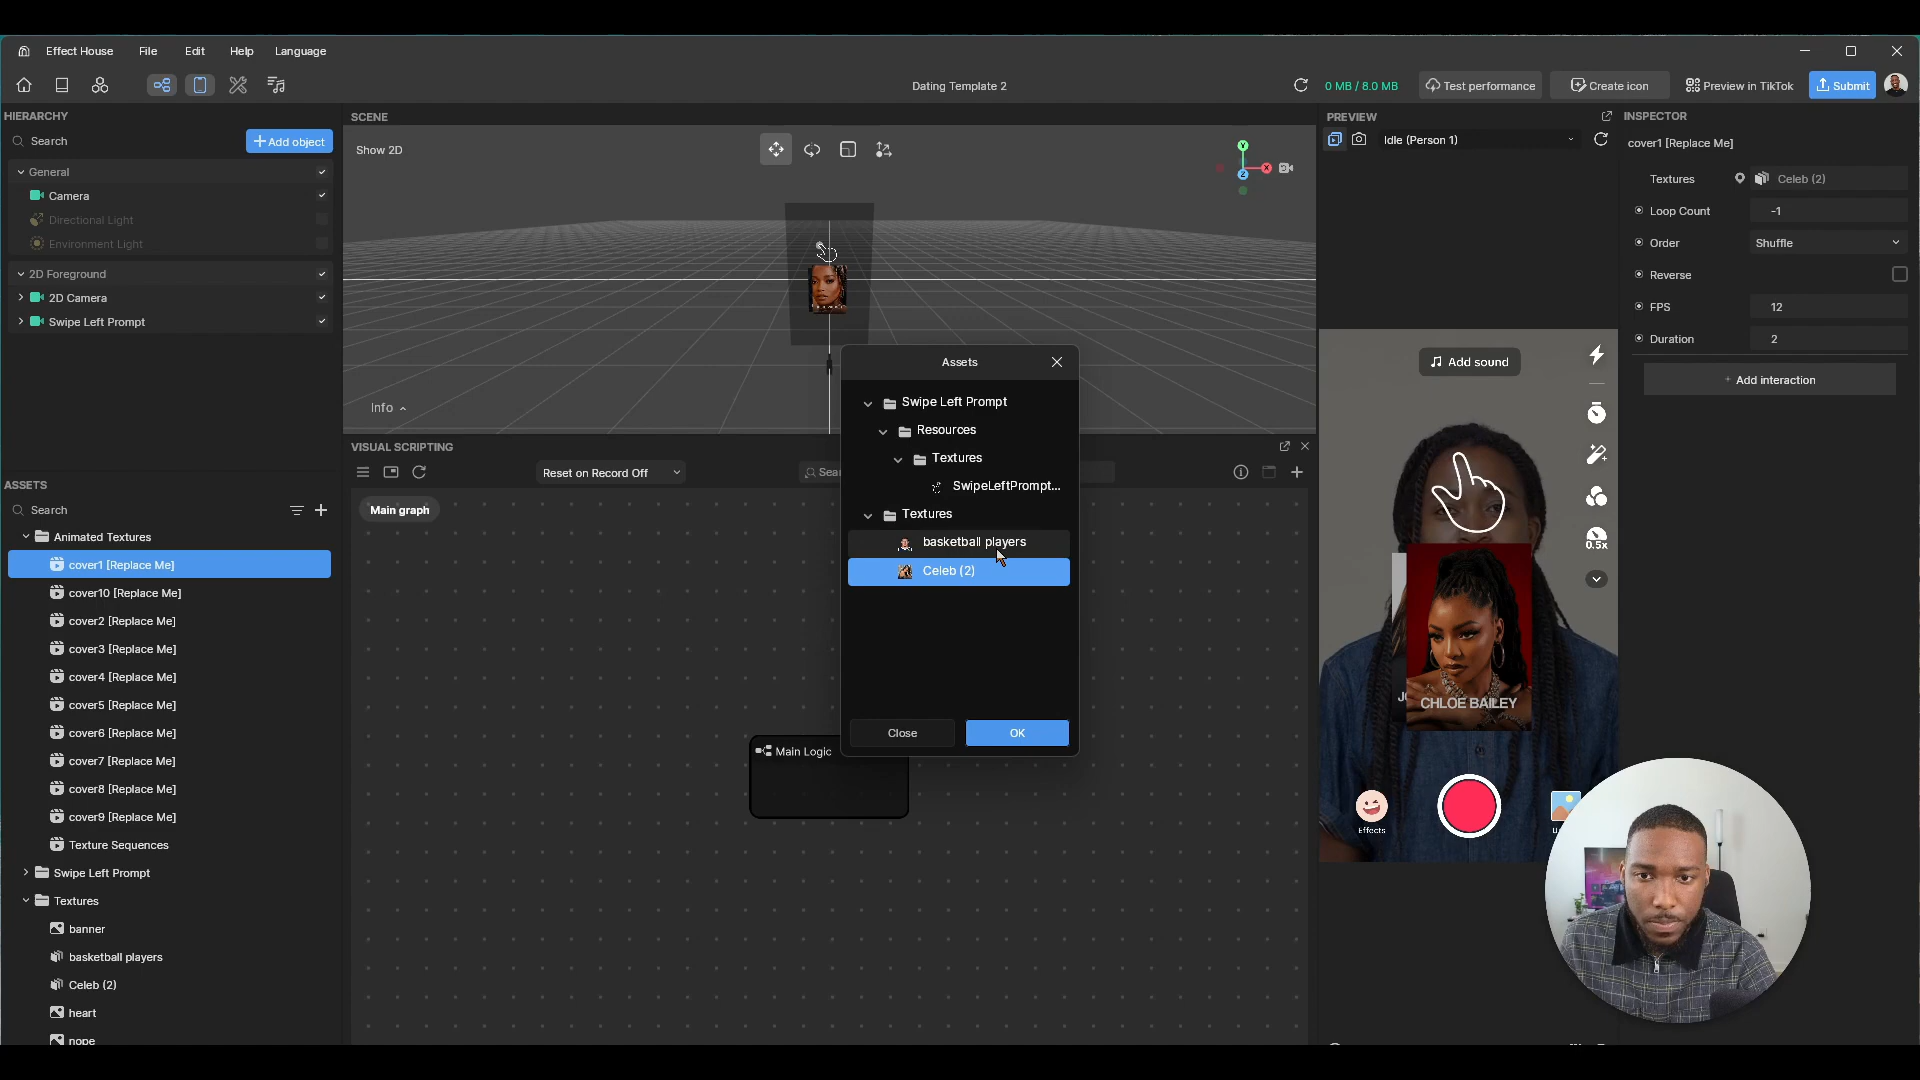 Effect House
File
Edit
Help
Language
Dating Template 2
0 MB / 8.0 MB
Test performance
Create icon
Preview in TikTok
Submit
HIERARCHY
Search
Add object
General
Camera
Directional Light
Environment Light
2D Foreground
2D Camera
Swipe Left Prompt
SCENE
Show 2D
Y
X
Z
Info
VISUAL SCRIPTING
Reset on Record Off
Sea
Main graph
Main Logic
Assets
Swipe Left Prompt
Resources
Textures
SwipeLeftPrompt...
Textures
basketball players
Celeb (2)
Close
OK
ASSETS
Search
Animated Textures
cover1 [Replace Me]
cover10 [Replace Me]
cover2 [Replace Me]
cover3 [Replace Me]
cover4 [Replace Me]
cover5 [Replace Me]
cover6 [Replace Me]
cover7 [Replace Me]
cover8 [Replace Me]
cover9 [Replace Me]
Texture Sequences
Swipe Left Prompt
Textures
banner
basketball players
Celeb (2)
heart
nope
PREVIEW
Idle (Person 1)
Add sound
0.5x
CHLOE BAILEY
Effects
INSPECTOR
cover1 [Replace Me]
Textures
Celeb (2)
Loop Count
-1
Order
Shuffle
Reverse
FPS
12
Duration
2
Add interaction